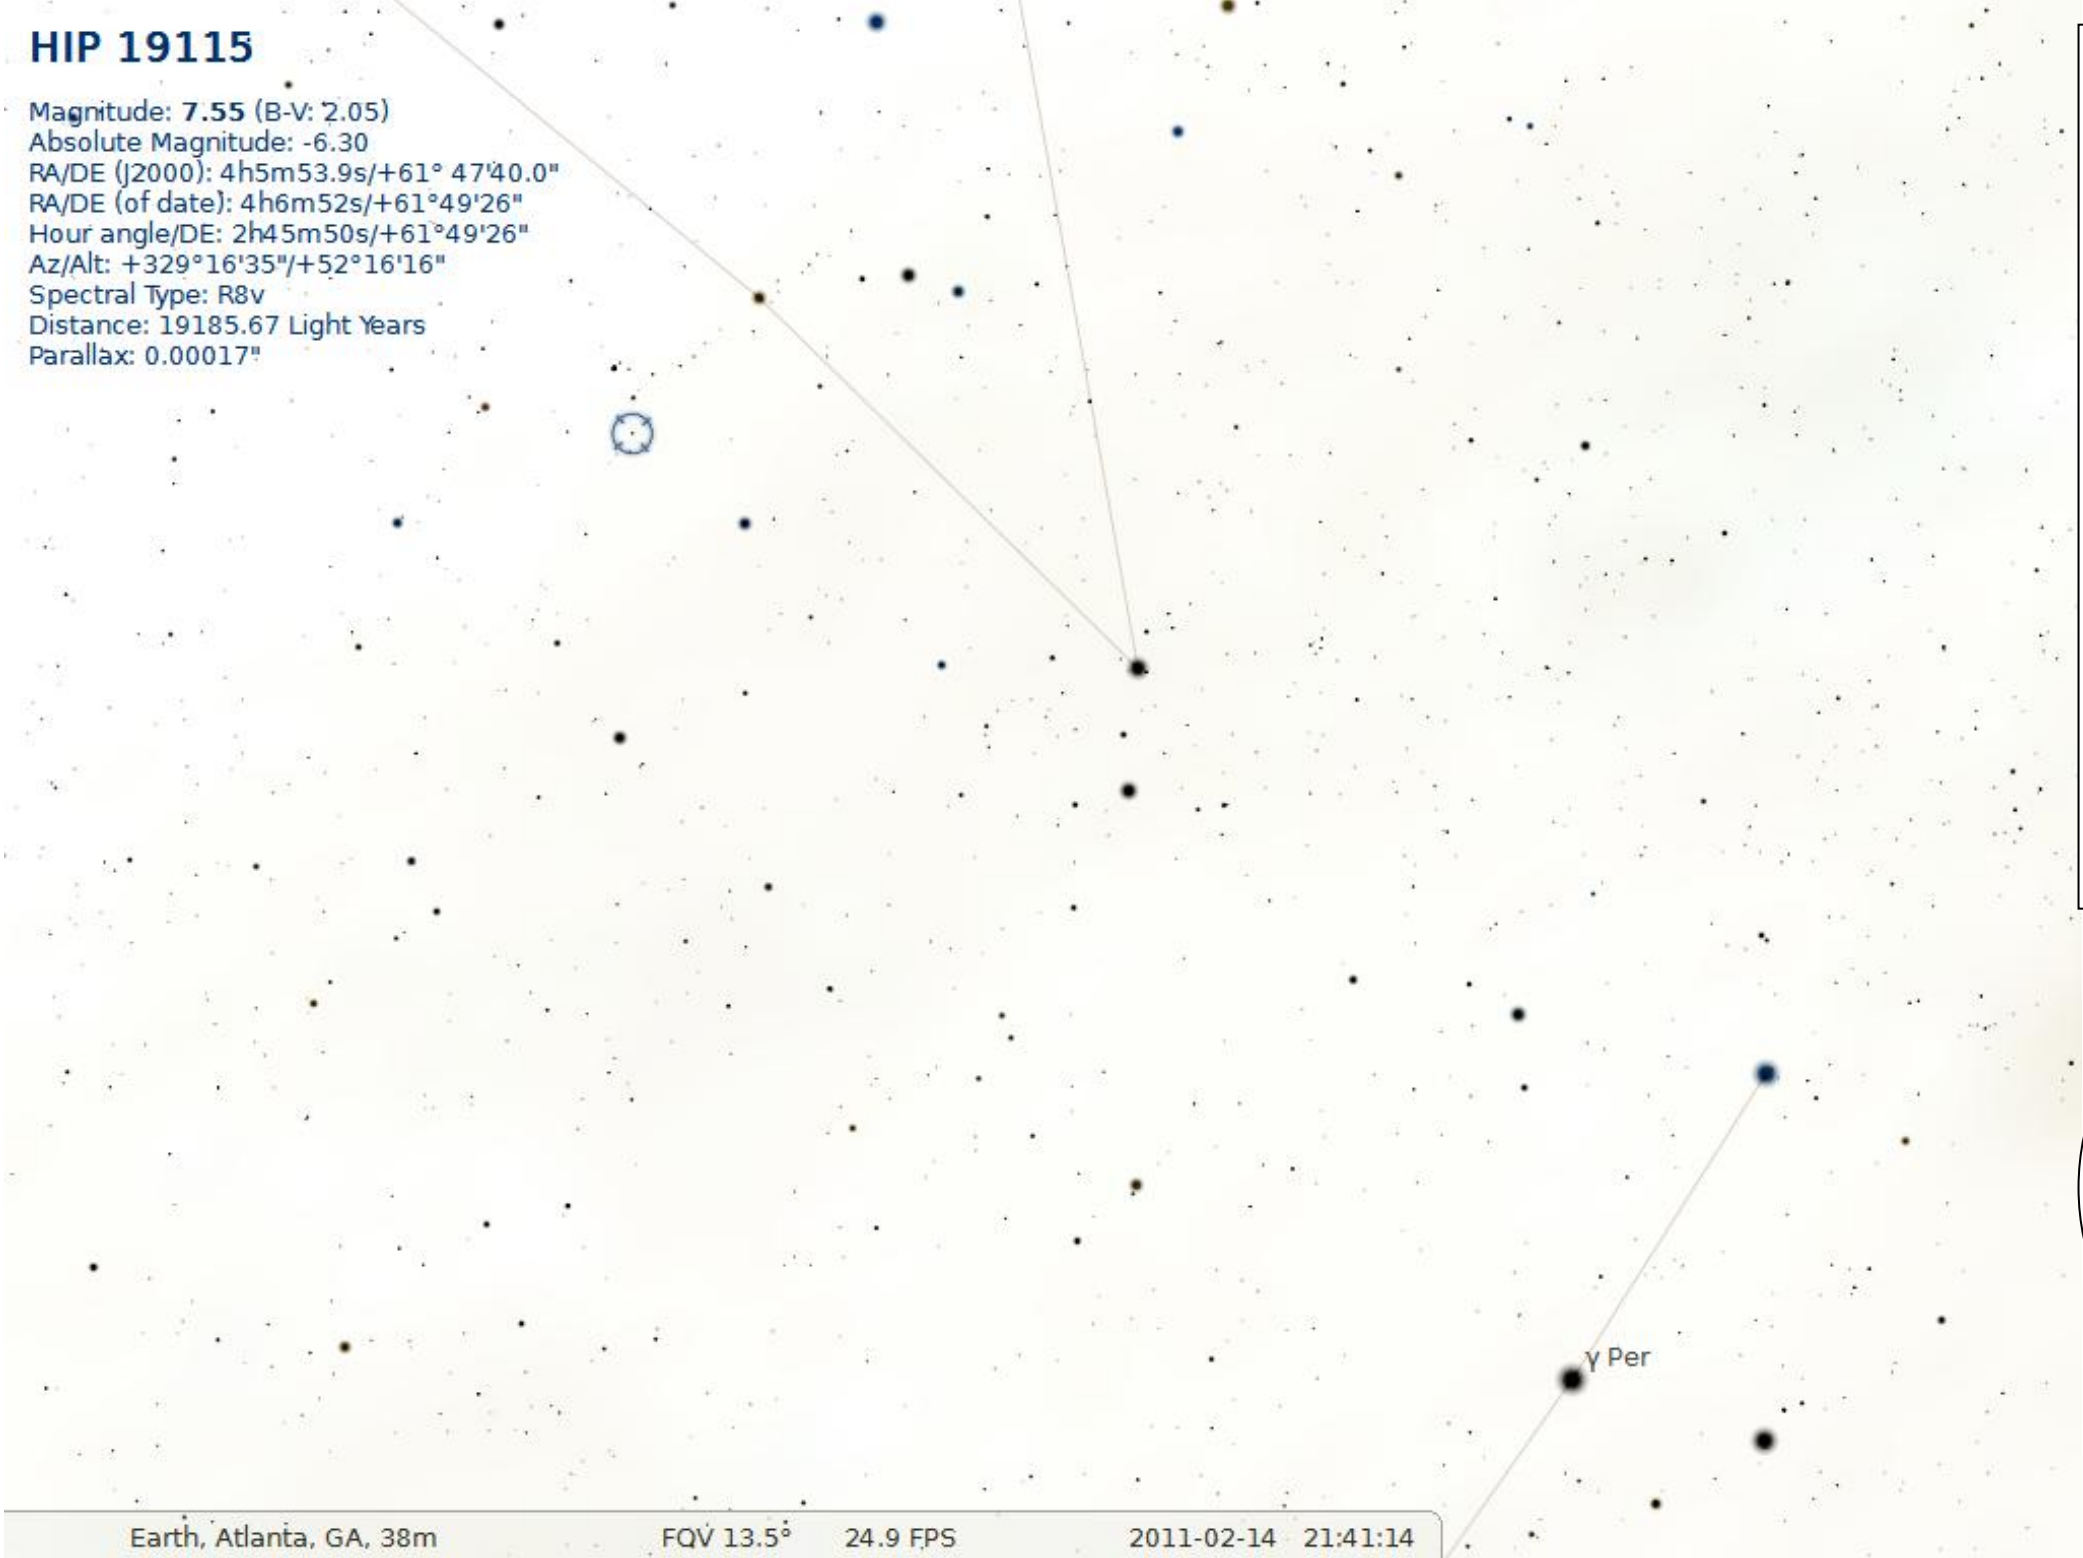 HIP 19115
Magnitude: 7.55 (B-V: 2.05)
Absolute Magnitude: -6.30
RA/DE (J2000): 4h5m53.9s/+61° 47'40.0"
RA/DE (of date): 4h6m52s/+61°49'26"
Hour angle/DE: 2h45m50s/+61°49'26"
Az/Alt: +329°16'35"/+52°16'16"
Spectral Type: R8v
Distance: 19185.67 Light Years
Parallax: 0.00017"
γ Per
Earth, Atlanta, GA, 38m FOV 13.5° 24.9 FPS 2011-02-14 21:41:14